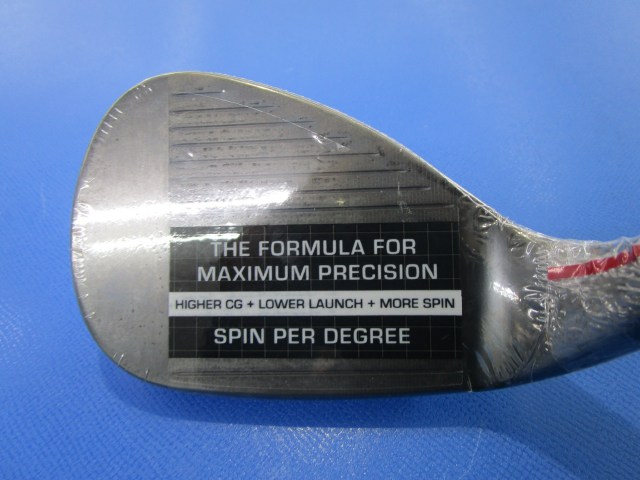 THE FORMULA FOR
MAXIMUM PRECISION
HIGHER CG + LOWER LAUNCH + MORE SPIN
SPIN PER DEGREE